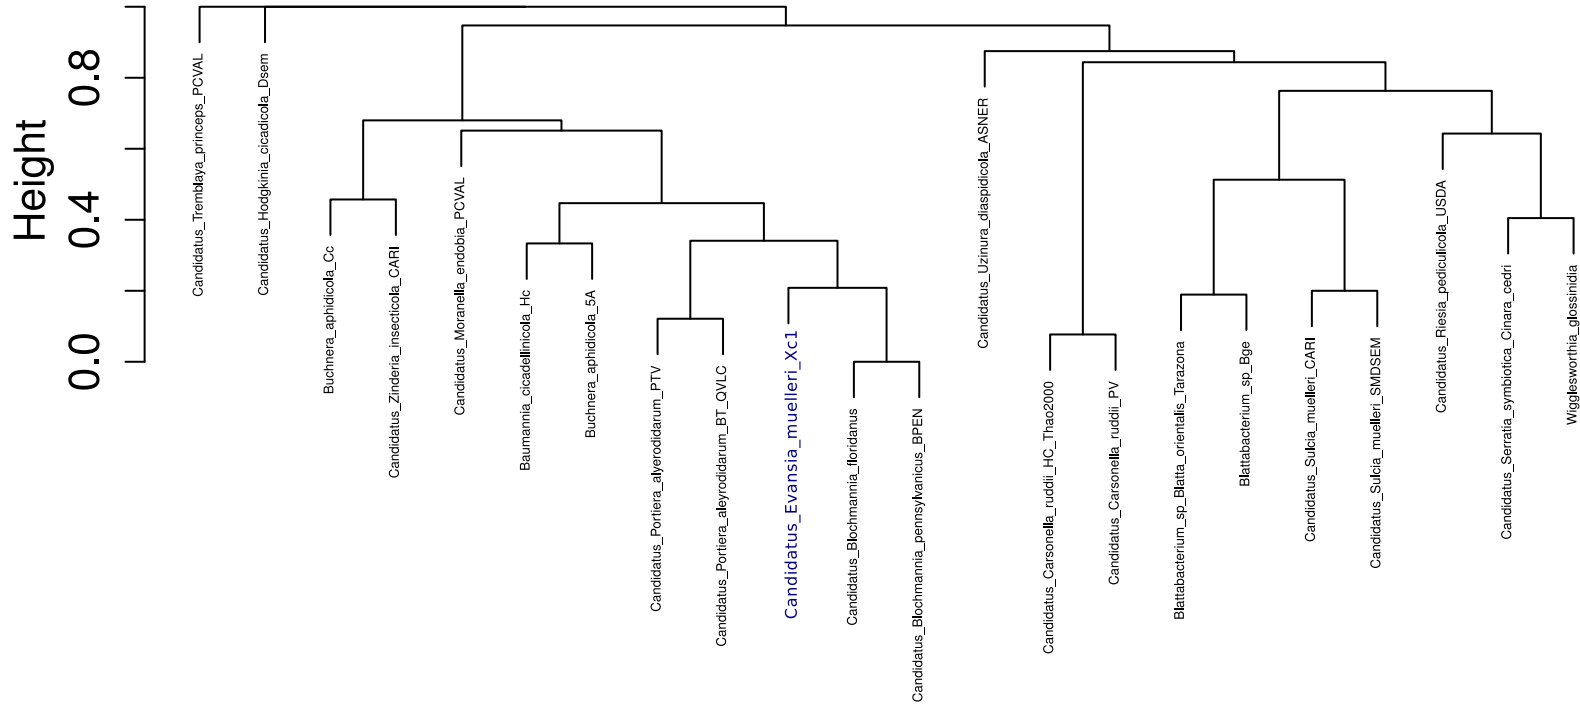 Height
0.0
0.4
0.8
Candidatus_Tremblaya_princeps_PCVAL
Candidatus_Hodgkinia_cicadicola_Dsem
Buchnera_aphidicola_Cc
Candidatus_Zinderia_insecticola_CARI
Candidatus_Moranella_endobia_PCVAL
Baumannia_cicadellinicola_Hc
Buchnera_aphidicola_5A
Candidatus_Portiera_alyerodidarum_PTV
Candidatus_Portiera_aleyrodidarum_BT_QVLC
Candidatus_Evansia_muelleri_Xc1
Candidatus_Blochmannia_floridanus
Candidatus_Blochmannia_pennsylvanicus_BPEN
Candidatus_Uzinura_diaspidicola_ASNER
Candidatus_Carsonella_ruddii_HC_Thao2000
Candidatus_Carsonella_ruddii_PV
Blattabacterium_sp_Blatta_orientalis_Tarazona
Blattabacterium_sp_Bge
Candidatus_Sulcia_muelleri_CARI
Candidatus_Sulcia_muelleri_SMDSEM
Candidatus_Riesia_pediculicola_USDA
Candidatus_Serratia_symbiotica_Cinara_cedri
Wigglesworthia_glossinidia